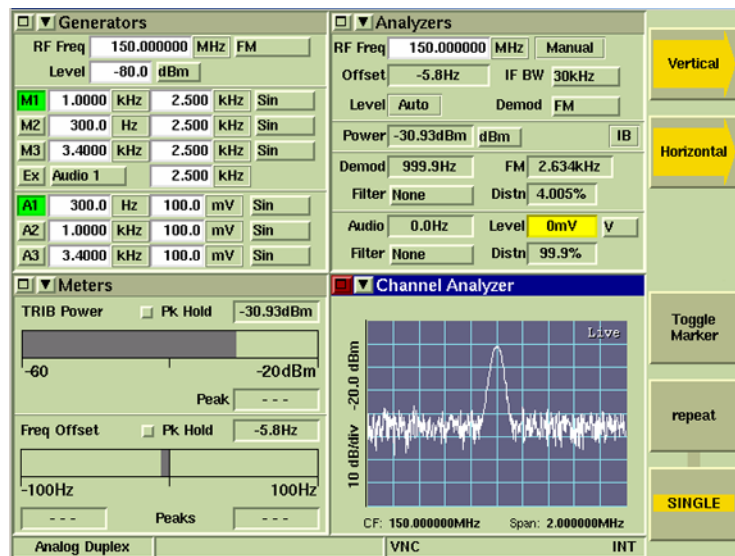 Generators
RF Freq 150.000000 MHz FM
Level -80.0 dBm
M1 1.0000 kHz 2.500 kHz Sin
M2 300.0 Hz 2.500 kHz Sin
M3 3.4000 kHz 2.500 kHz Sin
Ex Audio 1 2.500 kHz
A1 300.0 Hz 100.0 mV Sin
A2 1.0000 kHz 100.0 mV Sin
A3 3.4000 kHz 100.0 mV Sin
Analyzers
RF Freq 150.000000 MHz Manual
Offset -5.8Hz IF BW 30kHz
Level Auto Demod FM
Power -30.93dBm dBm IB
Demod 999.9Hz FM 2.634kHz
Filter None Distn 4.005%
Audio 0.0Hz Level 0mV V
Filter None Distn 99.9%
Meters
TRIB Power Pk Hold -30.93dBm
-60 -20dBm
Peak - - -
Freq Offset Pk Hold -5.8Hz
-100Hz 100Hz
- - - Peaks - - -
Channel Analyzer
Live
10 dB/div -20.0 dBm
CF: 150.000000MHz Span: 2.000000MHz
Vertical
Horizontal
Toggle
Marker
repeat
SINGLE
Analog Duplex VNC INT